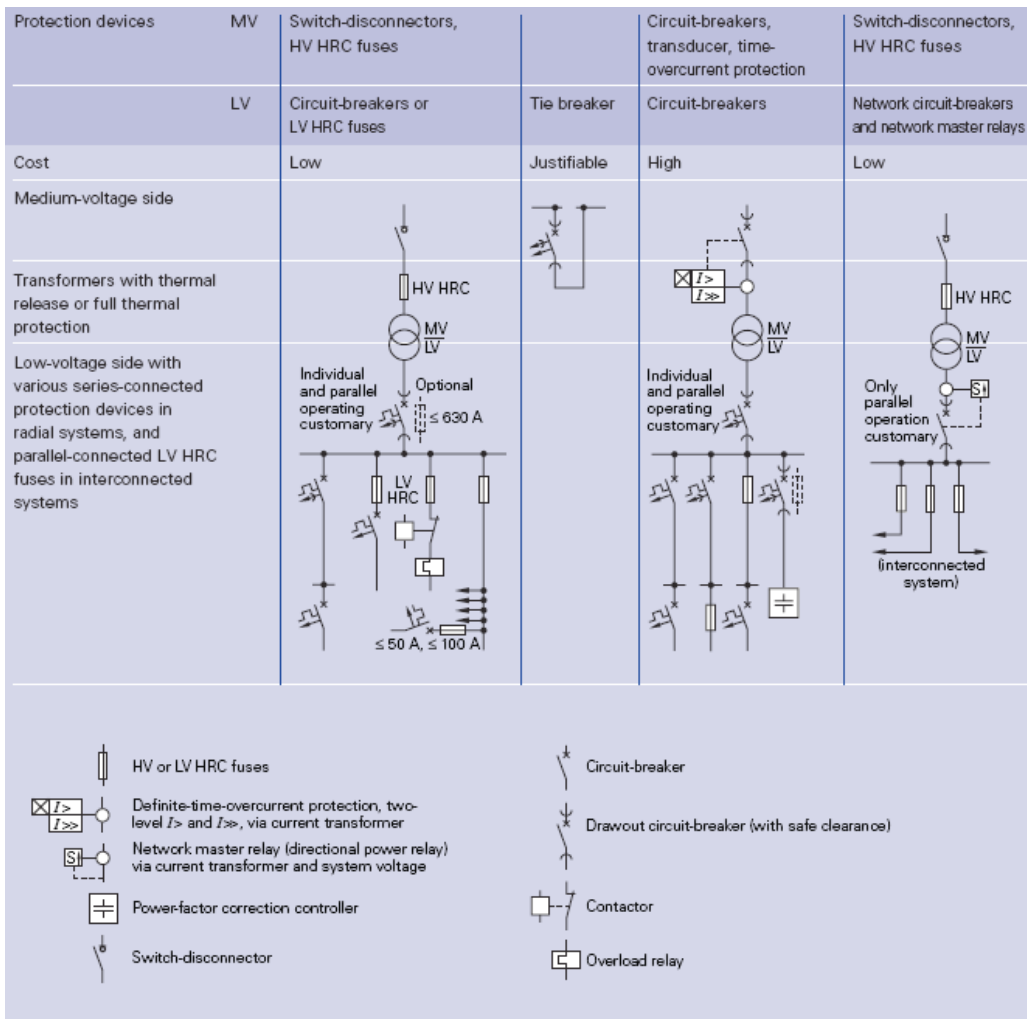 Protection devices MV
Switch-disconnectors,
HV HRC fuses
Circuit-breakers,
transducer, time-
overcurrent protection
Switch-disconnectors,
HV HRC fuses
LV
Circuit-breakers or
LV HRC fuses
Tie breaker
Circuit-breakers
Network circuit-breakers
and network master relays
Cost
Low
Justifiable
High
Low
Medium-voltage side
Transformers with thermal
release or full thermal
protection
Low-voltage side with
various series-connected
protection devices in
radial systems, and
parallel-connected LV HRC
fuses in interconnected
systems
HV HRC
MV
LV
Individual
and parallel
operating
customary
Optional
≤ 630 A
LV
HRC
≤ 50 A, ≤ 100 A
I>
I>>
MV
LV
Individual
and parallel
operating
customary
HV HRC
MV
LV
S
Only
parallel
operation
customary
(interconnected
system)
HV or LV HRC fuses
I>
I>>
Definite-time-overcurrent protection, two-
level I> and I>>, via current transformer
S
Network master relay (directional power relay)
via current transformer and system voltage
Power-factor correction controller
Switch-disconnector
Circuit-breaker
Drawout circuit-breaker (with safe clearance)
Contactor
Overload relay